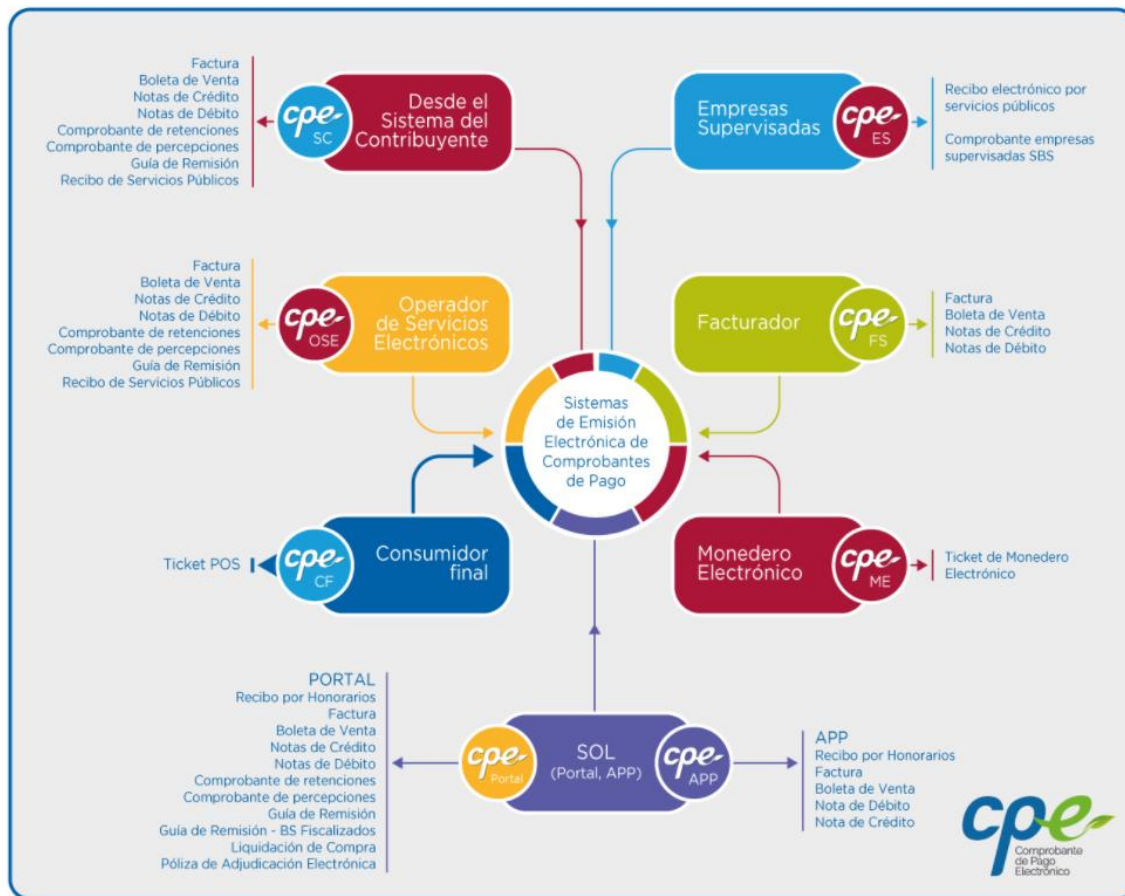 Factura
Boleta de Venta
Notas de Crédito
Notas de Débito
Comprobante de retenciones
Comprobante de percepciones
Guía de Remisión
Recibo de Servicios Públicos
cpe
SC
Desde el
Sistema del
Contribuyente
Empresas
Supervisadas
cpe
ES
Recibo electrónico por
servicios públicos
Comprobante empresas
supervisadas SBS
Factura
Boleta de Venta
Notas de Crédito
Notas de Débito
Comprobante de retenciones
Comprobante de percepciones
Guía de Remisión
Recibo de Servicios Públicos
cpe
OSE
Operador
de Servicios
Electrónicos
Facturador
cpe
FS
Factura
Boleta de Venta
Notas de Crédito
Notas de Débito
Sistemas
de Emisión
Electrónica de
Comprobantes
de Pago
Ticket POS
cpe
CF
Consumidor
final
Monedero
Electrónico
cpe
ME
Ticket de Monedero
Electrónico
PORTAL
Recibo por Honorarios
Factura
Boleta de Venta
Notas de Crédito
Notas de Débito
Comprobante de retenciones
Comprobante de percepciones
Guía de Remisión
Guía de Remisión - BS Fiscalizados
Liquidación de Compra
Póliza de Adjudicación Electrónica
cpe
Portal
SOL
(Portal, APP)
cpe
APP
APP
Recibo por Honorarios
Factura
Boleta de Venta
Nota de Débito
Nota de Crédito
cpe
Comprobante
de Pago
Electrónico